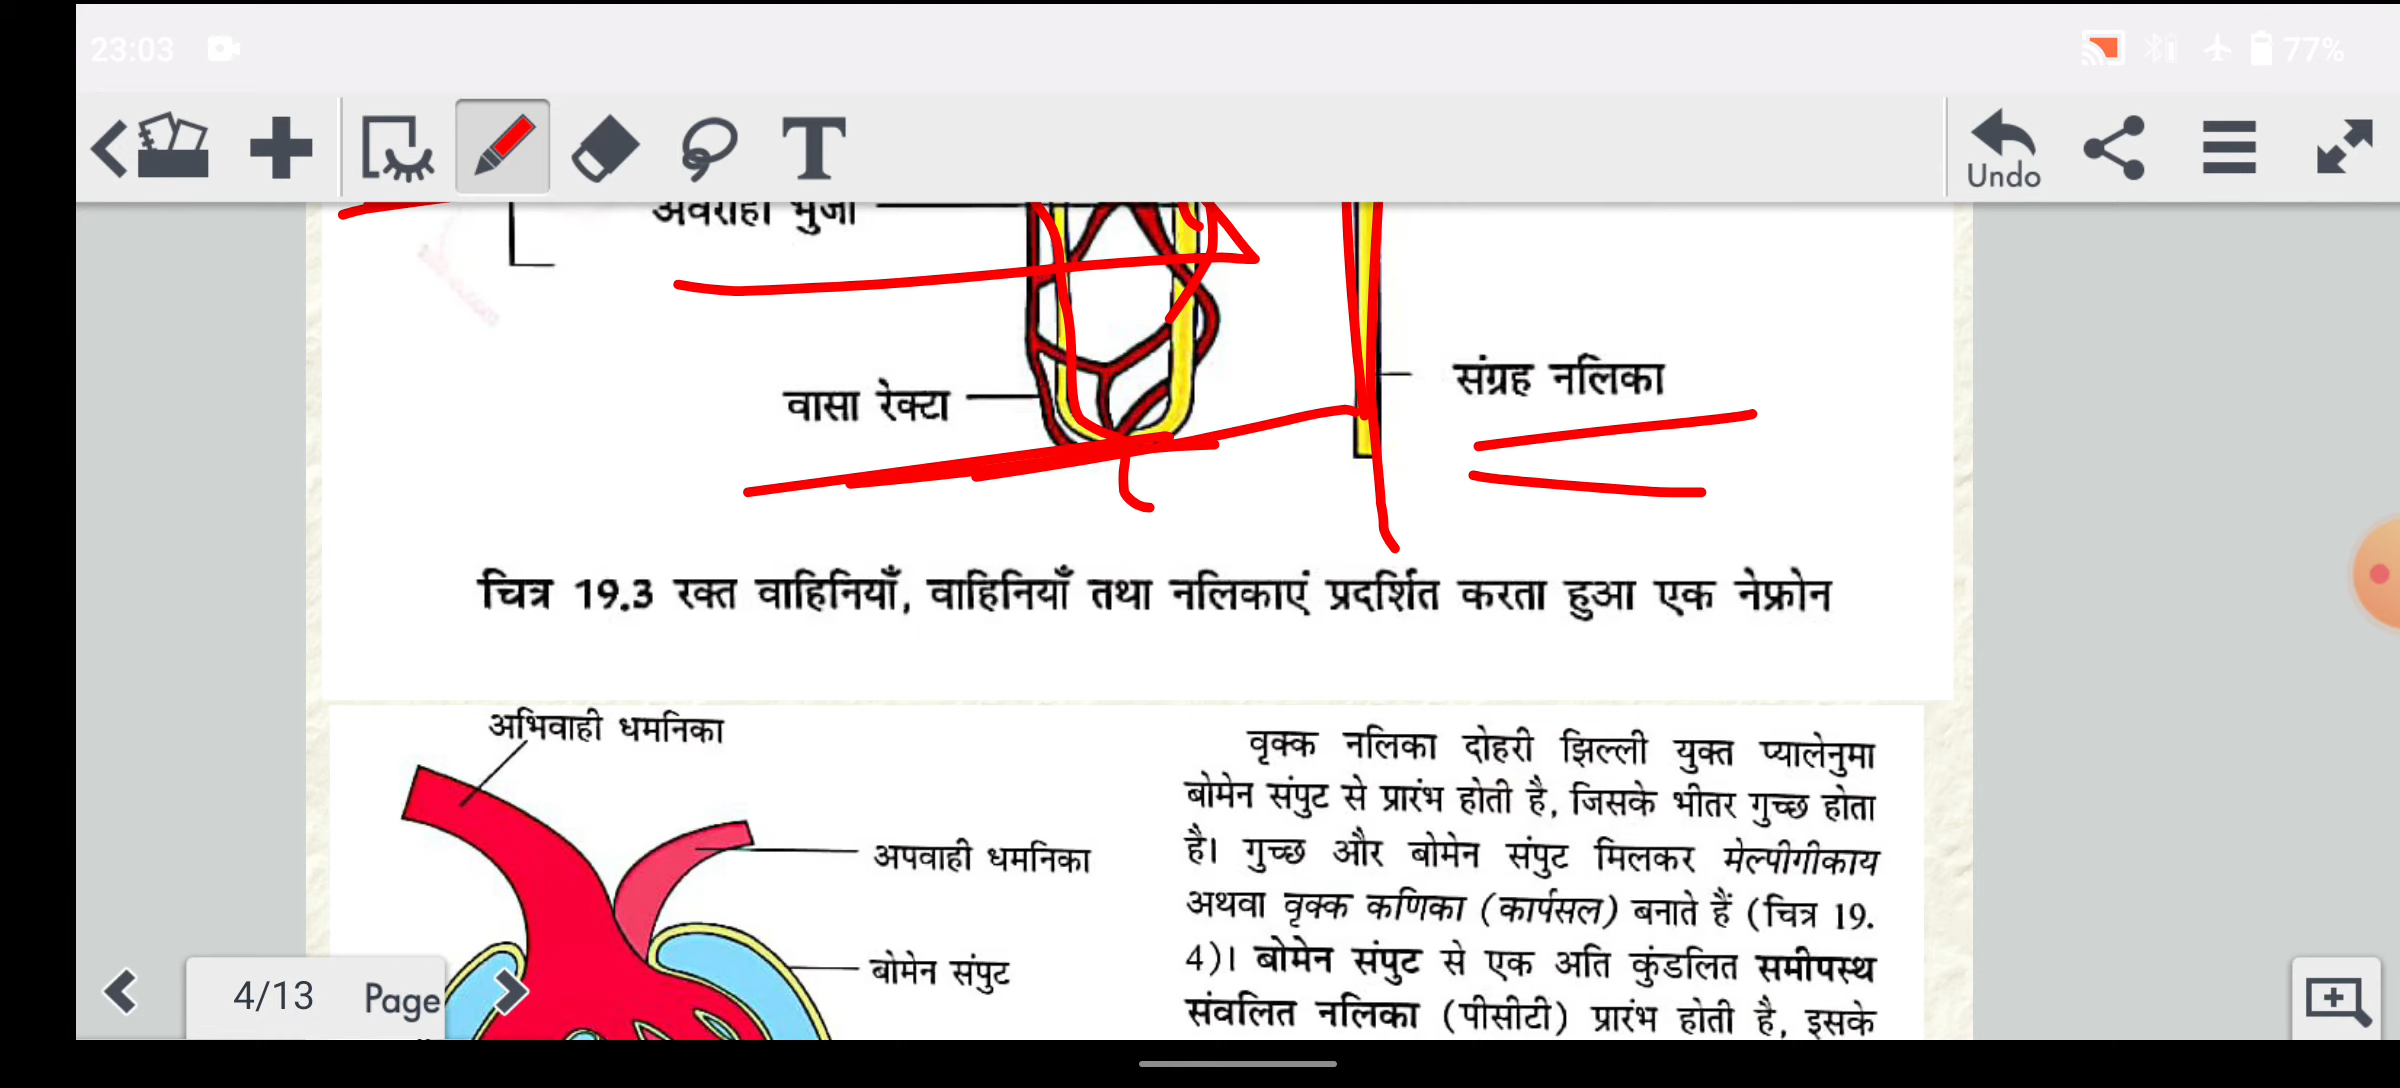 23:03
77%
T
Undo
अवरोही भुजा
वासा रेक्टा
संग्रह नलिका
चित्र 19.3 रक्त वाहिनियाँ, वाहिनियाँ तथा नलिकाएं प्रदर्शित करता हुआ एक नेफ्रोन
अभिवाही धमनिका
अपवाही धमनिका
बोमेन संपुट
वृक्क नलिका दोहरी झिल्ली युक्त प्यालेनुमा
बोमेन संपुट से प्रारंभ होती है, जिसके भीतर गुच्छ होता
है। गुच्छ और बोमेन संपुट मिलकर मेल्पीगीकाय
अथवा वृक्क कणिका (कार्पसल) बनाते हैं (चित्र 19.
4)। बोमेन संपुट से एक अति कुंडलित समीपस्थ
संवलित नलिका (पीसीटी) प्रारंभ होती है, इसके
4/13 Page